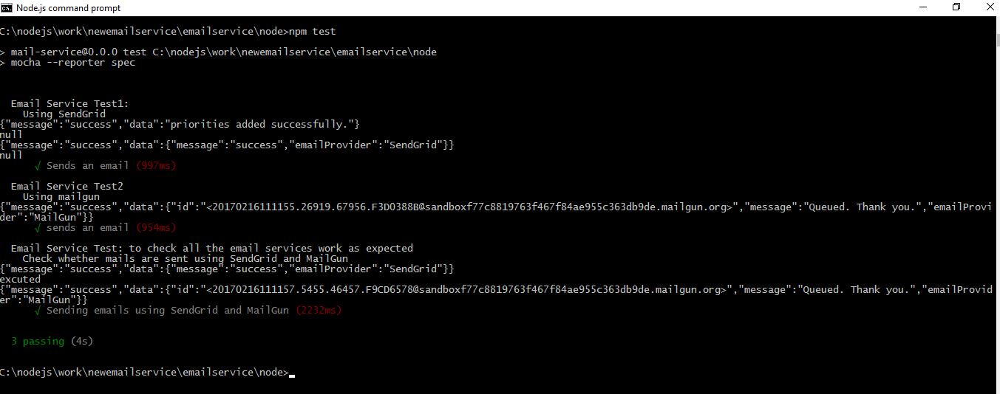 Node.js command prompt
C:\nodejs\work\newemailservice\emailservice\node>npm test
> mail-service@0.0.0 test C:\nodejs\work\newemailservice\emailservice\node
> mocha --reporter spec
Email Service Test1:
Using SendGrid
{"message":"success","data":"priorities added successfully."}
null
{"message":"success","data":{"message":"success","emailProvider":"SendGrid"}}
null
√ Sends an email (997ms)
Email Service Test2
Using mailgun
{"message":"success","data":{"id":"<20170216111155.26919.67956.F3D0388B@sandboxf77c8819763f467f84ae955c363db9de.mailgun.org>","message":"Queued. Thank you.","emailProvi
der":"MailGun"}}
√ sends an email (954ms)
Email Service Test: to check all the email services work as expected
Check whether mails are sent using SendGrid and MailGun
{"message":"success","data":{"message":"success","emailProvider":"SendGrid"}}
excuted
{"message":"success","data":{"id":"<20170216111157.5455.46457.F9CD6578@sandboxf77c8819763f467f84ae955c363db9de.mailgun.org>","message":"Queued. Thank you.","emailProvid
er":"MailGun"}}
√ Sending emails using SendGrid and MailGun (2232ms)
3 passing (4s)
C:\nodejs\work\newemailservice\emailservice\node>